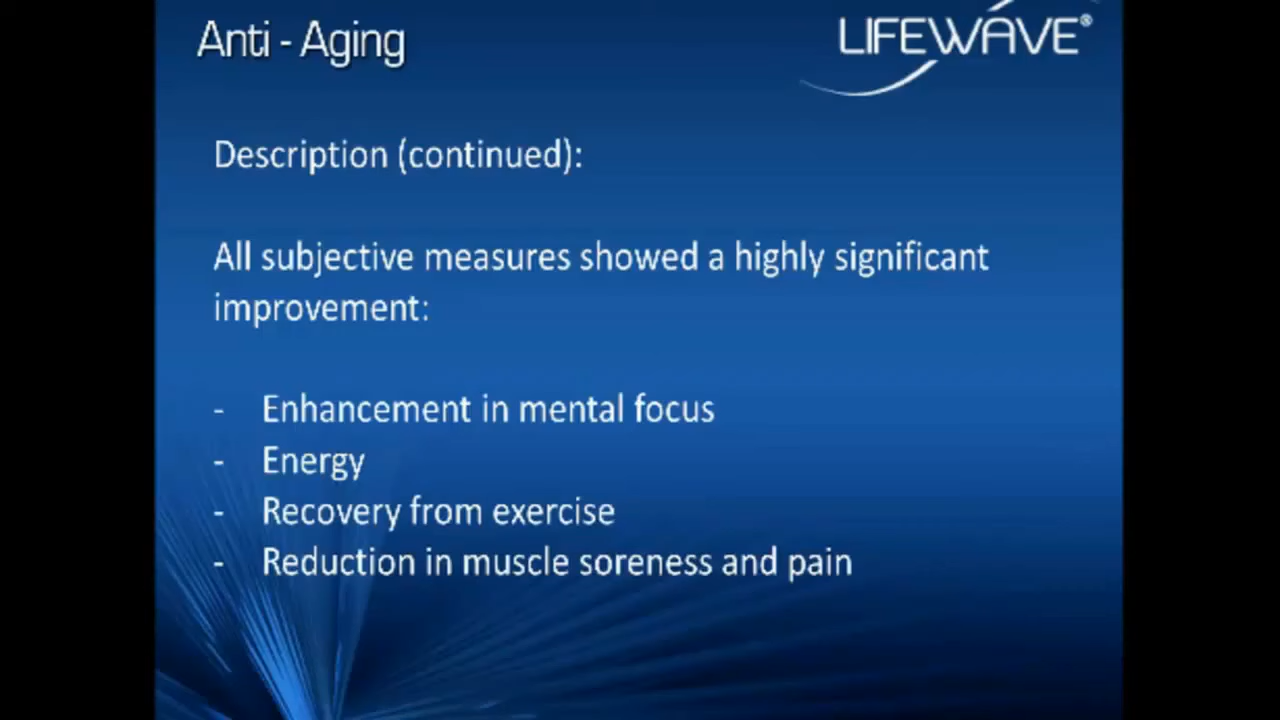 Anti - Aging
LIFEWAVE®
Description (continued):
All subjective measures showed a highly significant
improvement:
- Enhancement in mental focus
- Energy
- Recovery from exercise
- Reduction in muscle soreness and pain